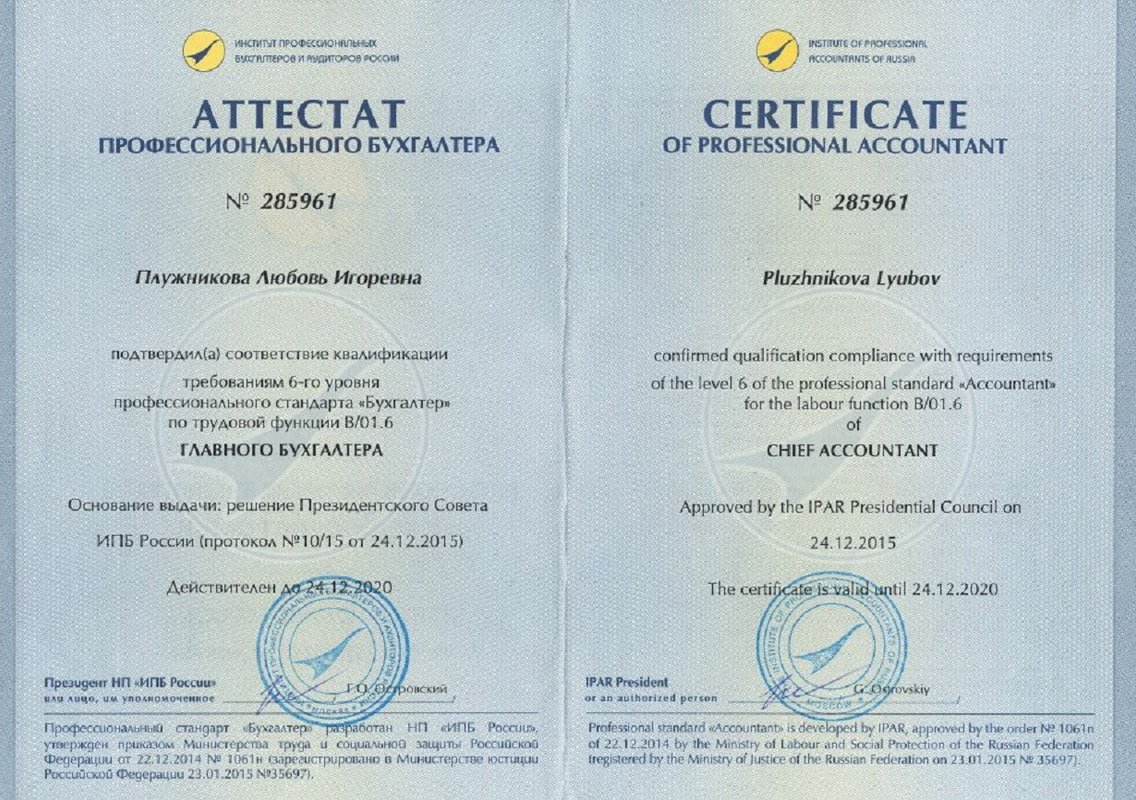 ИНСТИТУТ ПРОФЕССИОНАЛЬНЫХ
БУХГАЛТЕРОВ И АУДИТОРОВ РОССИИ
АТТЕСТАТ
ПРОФЕССИОНАЛЬНОГО БУХГАЛТЕРА
№ 285961
Плужникова Любовь Игоревна
подтвердил(а) соответствие квалификации
требованиям 6-го уровня
профессионального стандарта «Бухгалтер»
по трудовой функции B/01.6
ГЛАВНОГО БУХГАЛТЕРА
Основание выдачи: решение Президентского Совета
ИПБ России (протокол №10/15 от 24.12.2015)
Действителен до 24.12.2020
Президент НП «ИПБ России»
или лицо, им уполномоченное
Г.О. Островский
Профессиональный стандарт «Бухгалтер» разработан НП «ИПБ России»,
утвержден приказом Министерства труда и социальной защиты Российской
Федерации от 22.12.2014 № 1061н (зарегистрировано в Министерстве юстиции
Российской Федерации 23.01.2015 №35697).
INSTITUTE OF PROFESSIONAL
ACCOUNTANTS OF RUSSIA
CERTIFICATE
OF PROFESSIONAL ACCOUNTANT
№ 285961
Pluzhnikova Lyubov
confirmed qualification compliance with requirements
of the level 6 of the professional standard «Accountant»
for the labour function B/01.6
of
CHIEF ACCOUNTANT
Approved by the IPAR Presidential Council on
24.12.2015
The certificate is valid until 24.12.2020
IPAR President
or an authorized person
G. Ostrovskiy
Professional standard «Accountant» is developed by IPAR, approved by the order № 1061n
of 22.12.2014 by the Ministry of Labour and Social Protection of the Russian Federation
(registered by the Ministry of Justice of the Russian Federation on 23.01.2015 № 35697).